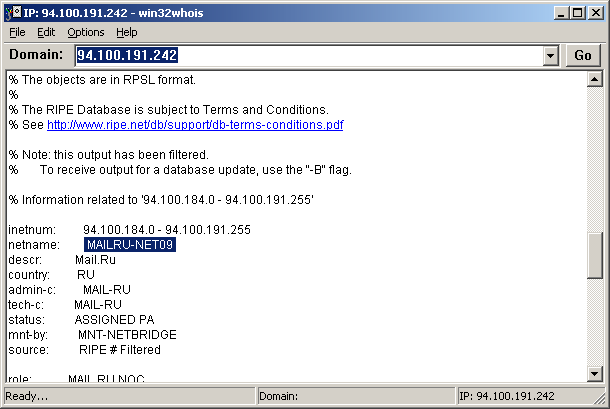 IP: 94.100.191.242 - win32whois
File Edit Options Help
Domain: 94.100.191.242 Go
% The objects are in RPSL format.
%
% The RIPE Database is subject to Terms and Conditions.
% See http://www.ripe.net/db/support/db-terms-conditions.pdf
% Note: this output has been filtered.
% To receive output for a database update, use the "-B" flag.
% Information related to '94.100.184.0 - 94.100.191.255'
inetnum: 94.100.184.0 - 94.100.191.255
netname: MAILRU-NET09
descr: Mail.Ru
country: RU
admin-c: MAIL-RU
tech-c: MAIL-RU
status: ASSIGNED PA
mnt-by: MNT-NETBRIDGE
source: RIPE # Filtered
role: MAIL.RU NOC
Ready... Domain: IP: 94.100.191.242